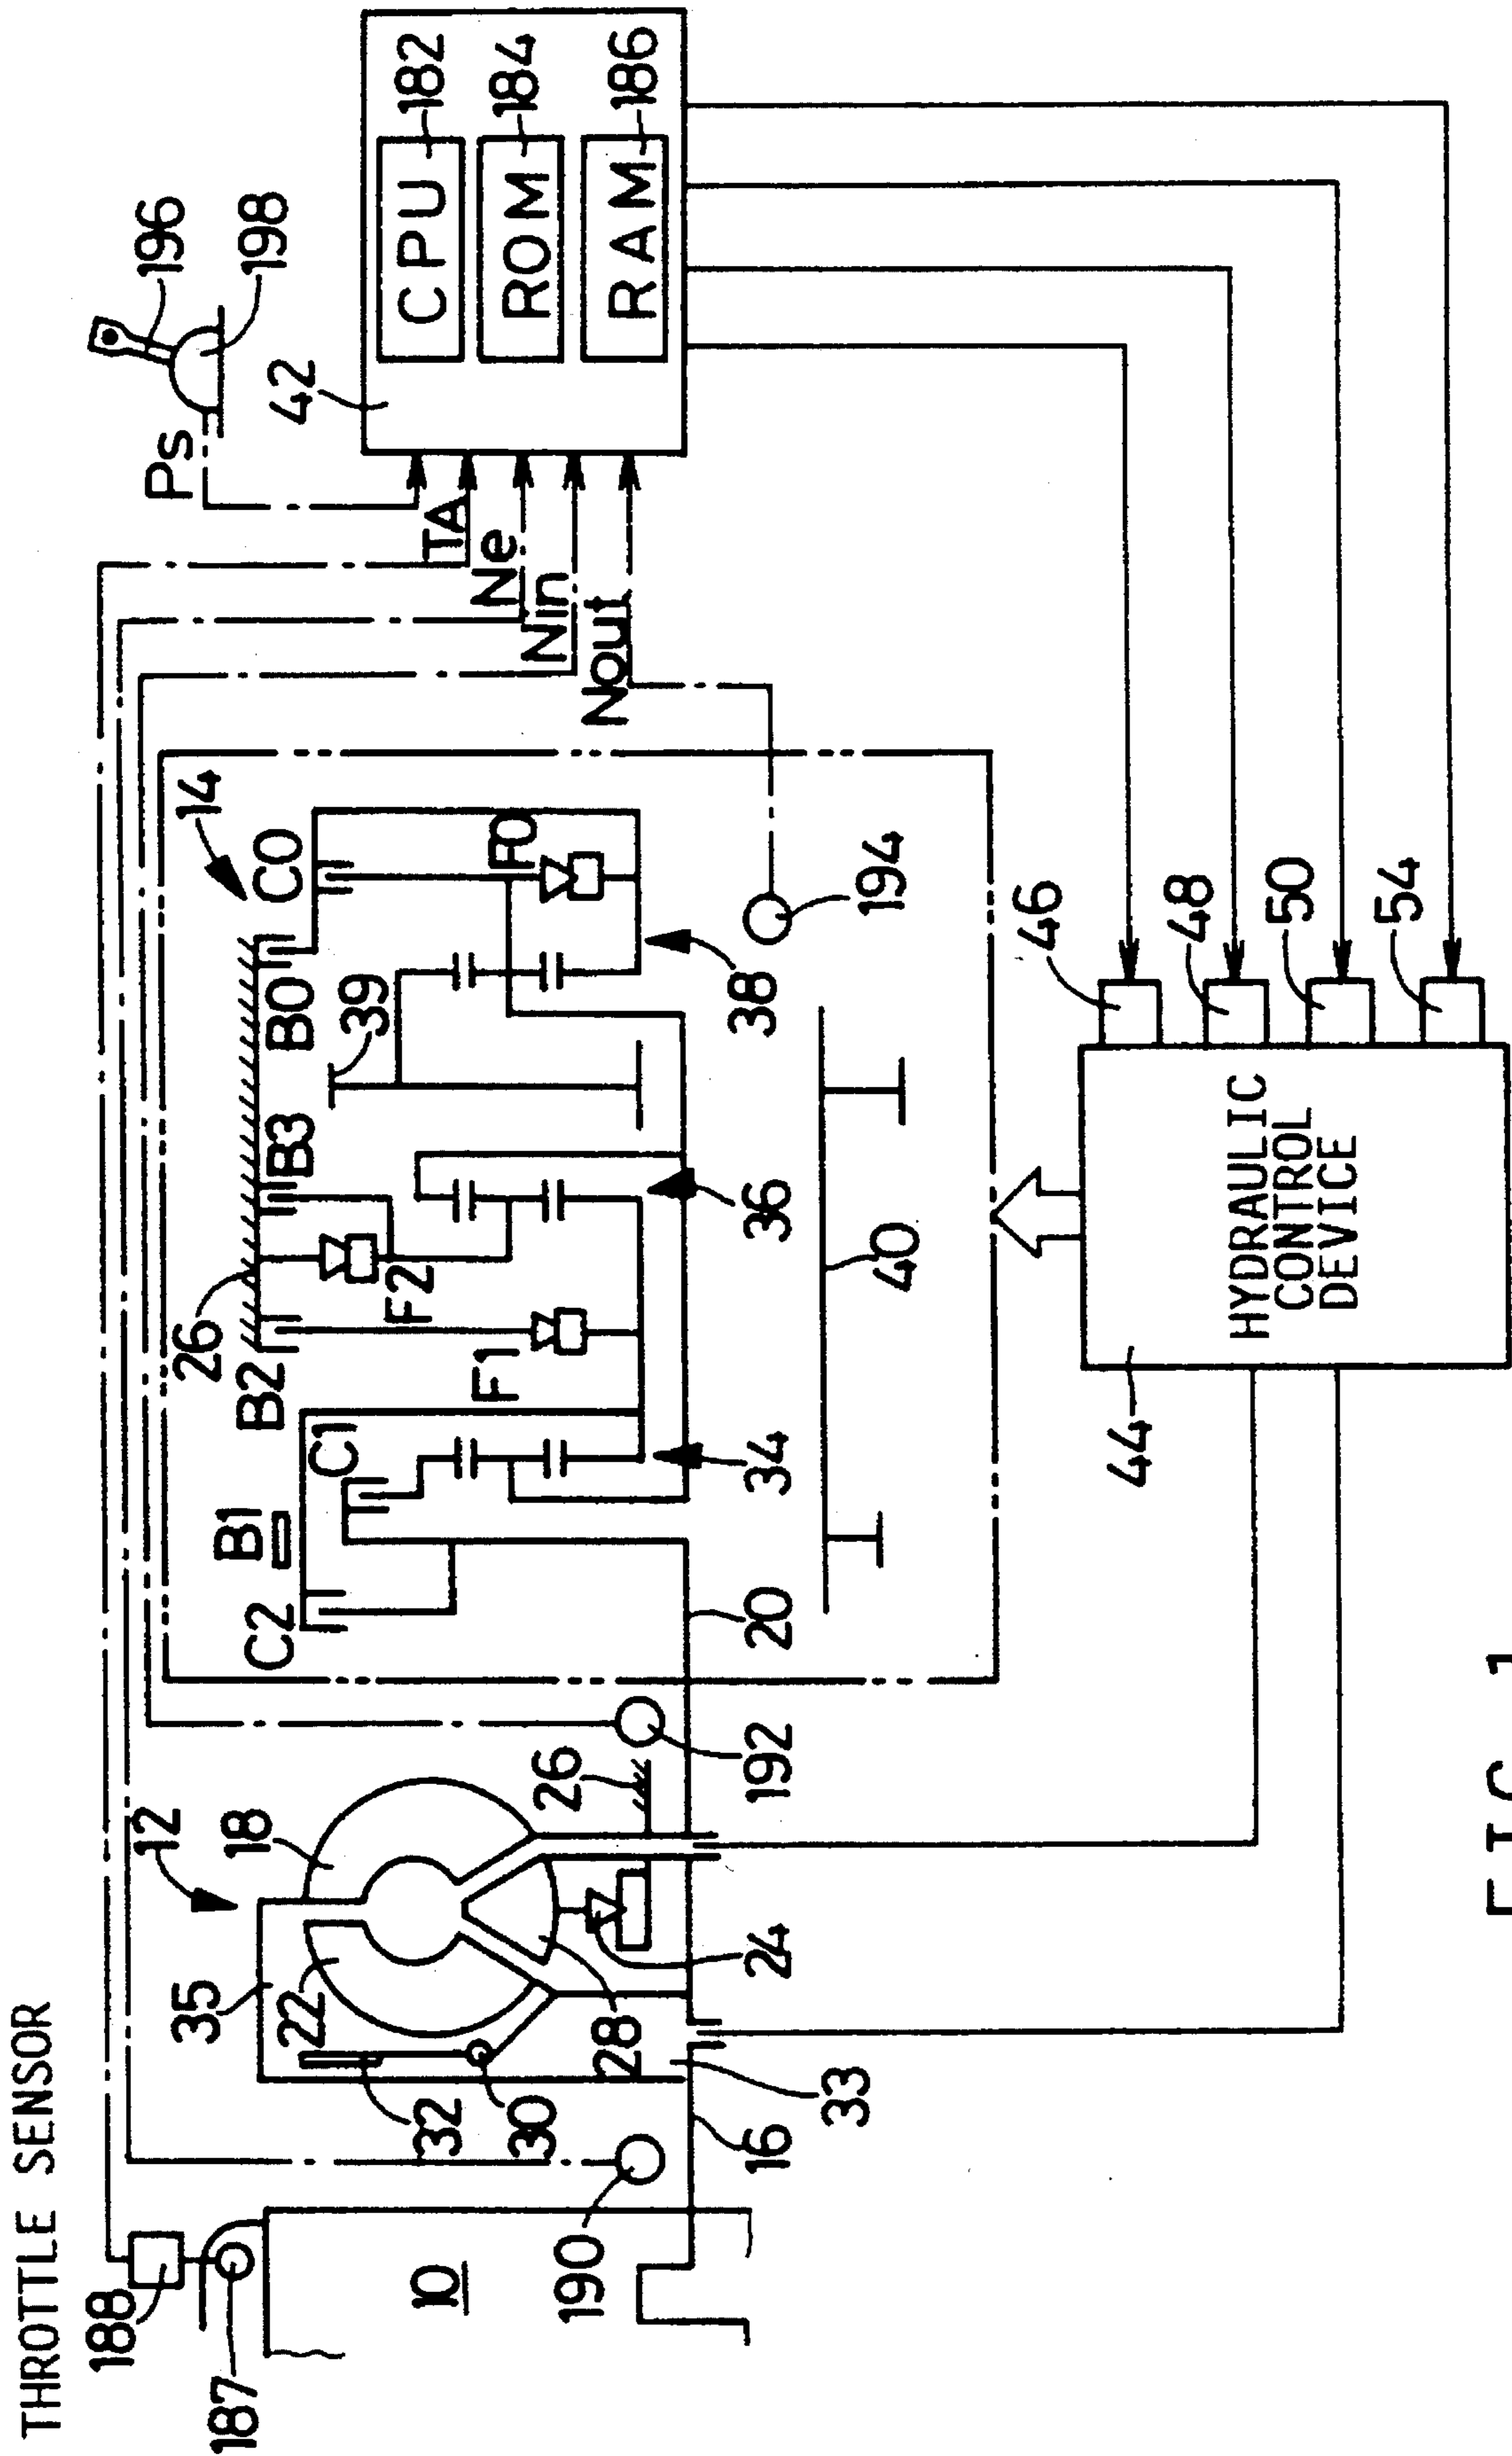 THROTTLE SENSOR
188
187
10
190
35
12
18
22
32
30
28
24
26
33
16
192
20
C2
B1
C1
B2
26
F1
F2
B3
B0
39
C0
F0
14
34
36
38
40
194
Ps
196
198
TA
Ne
Nin
Nout
42
CPU
182
ROM
184
RAM
186
44
HYDRAULIC
CONTROL
DEVICE
46
48
50
54
FIG. 1